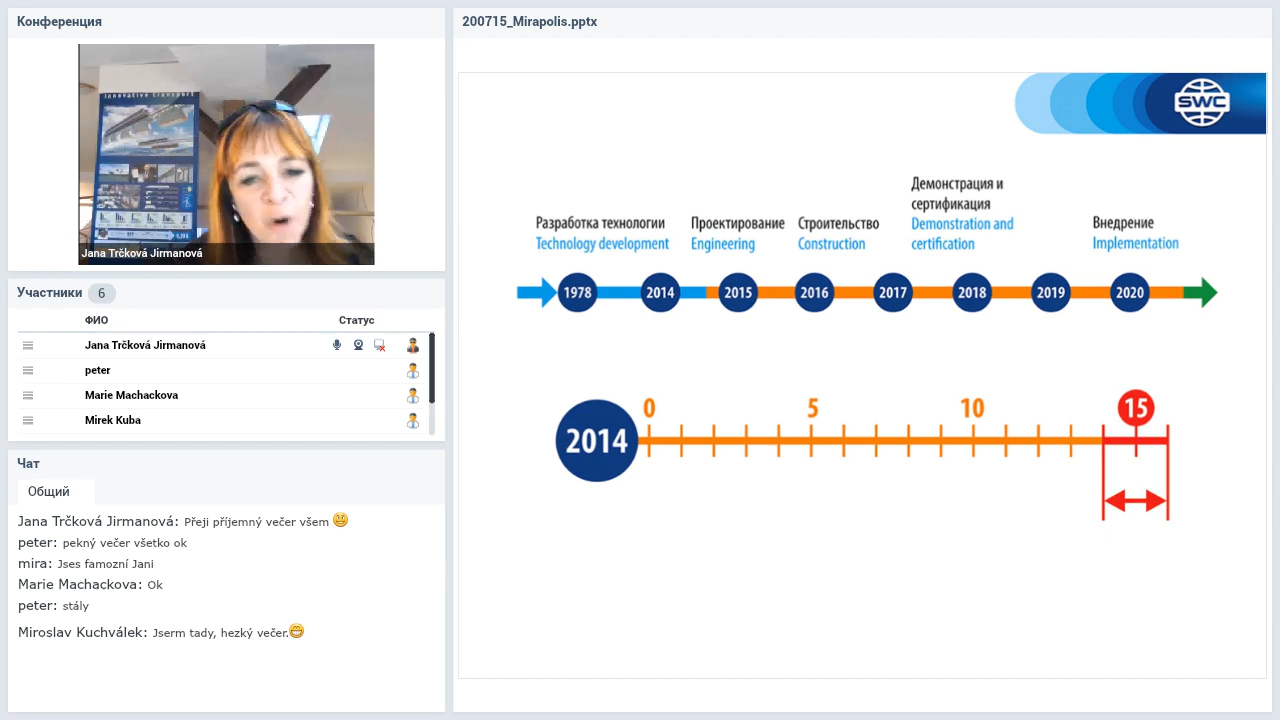 Конференция
innovative transport
Jana Trčková Jirmanová
Участники 6
ФИО Статус
Jana Trčková Jirmanová
peter
Marie Machackova
Mirek Kuba
Чат
Общий
Jana Trčková Jirmanová: Přeji příjemný večer všem
peter: pekný večer všetko ok
mira: Jses famozní Jani
Marie Machackova: Ok
peter: stály
Miroslav Kuchválek: Jserm tady, hezký večer.
200715_Mirapolis.pptx
SWC
Разработка технологии
Technology development
Проектирование
Engineering
Строительство
Construction
Демонстрация и
сертификация
Demonstration and
certification
Внедрение
Implementation
1978 2014 2015 2016 2017 2018 2019 2020
0 5 10 15
2014